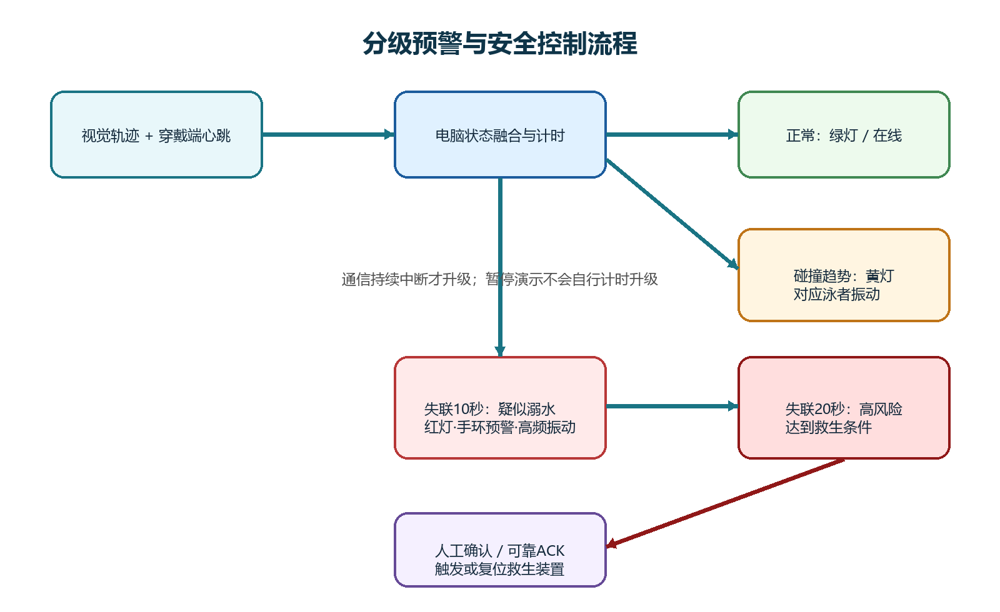 分级预警与安全控制流程
视觉轨迹 + 穿戴端心跳
电脑状态融合与计时
正常：绿灯 / 在线
碰撞趋势：黄灯
对应泳者振动
通信持续中断才升级；暂停演示不会自行计时升级
失联10秒：疑似溺水
红灯·手环预警·高频振动
失联20秒：高风险
达到救生条件
人工确认 / 可靠ACK
触发或复位救生装置